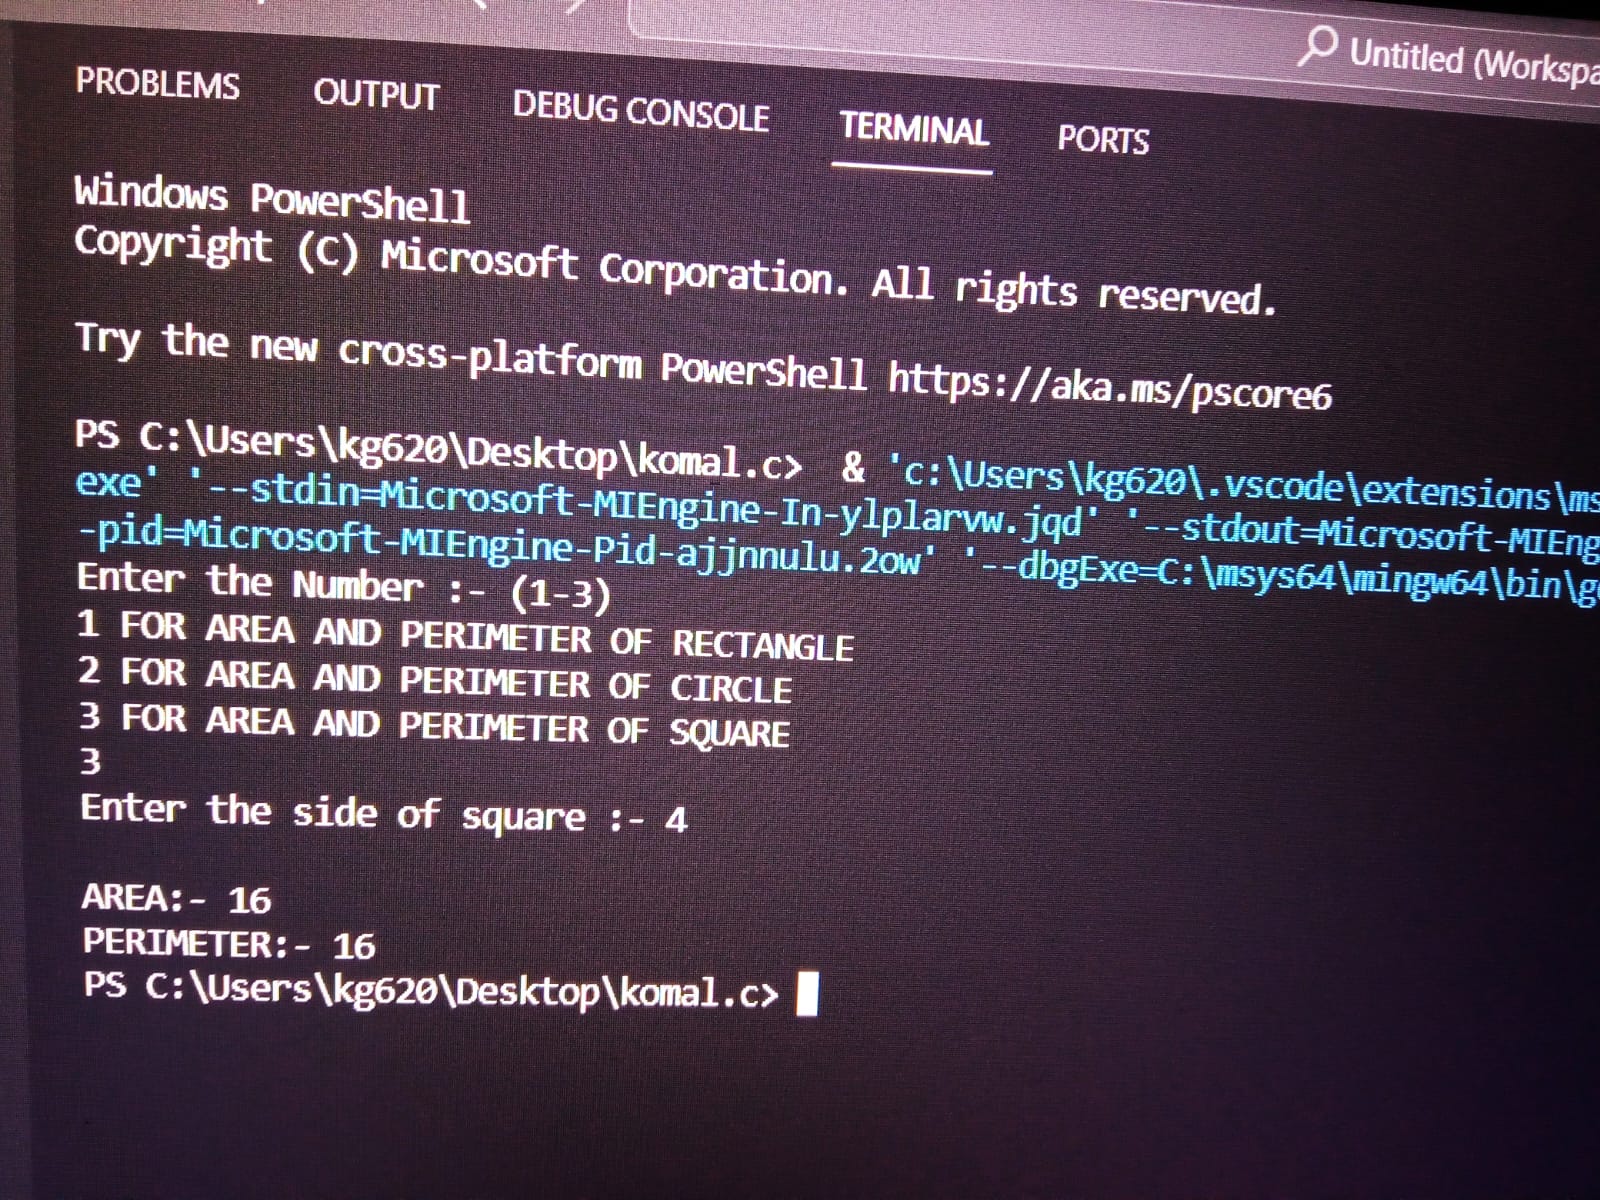 Untitled (Workspa
PROBLEMS OUTPUT DEBUG CONSOLE TERMINAL PORTS
Windows PowerShell
Copyright (C) Microsoft Corporation. All rights reserved.
Try the new cross-platform PowerShell https://aka.ms/pscore6
PS C:\Users\kg620\Desktop\komal.c>  & 'c:\Users\kg620\.vscode\extensions\ms
exe' '--stdin=Microsoft-MIEngine-In-ylplarvw.jqd' '--stdout=Microsoft-MIEng
-pid=Microsoft-MIEngine-Pid-ajjnnulu.2ow' '--dbgExe=C:\msys64\mingw64\bin\g
Enter the Number :- (1-3)
1 FOR AREA AND PERIMETER OF RECTANGLE
2 FOR AREA AND PERIMETER OF CIRCLE
3 FOR AREA AND PERIMETER OF SQUARE
3
Enter the side of square :- 4
AREA:- 16
PERIMETER:- 16
PS C:\Users\kg620\Desktop\komal.c>